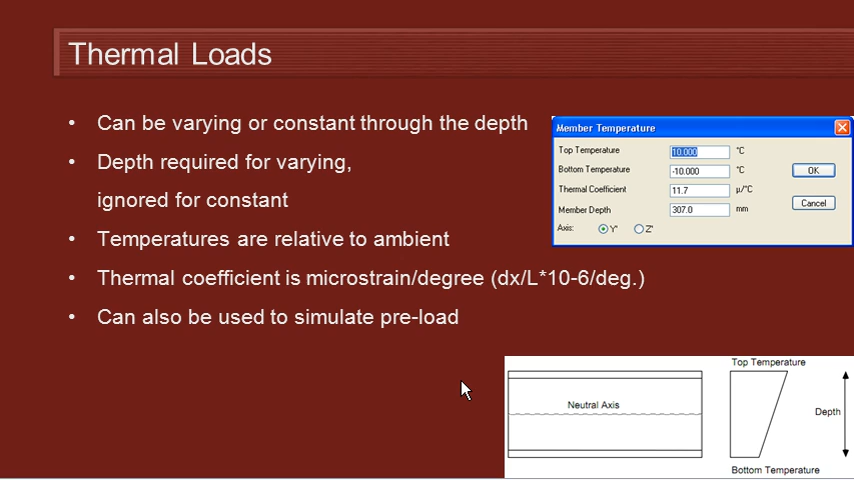 Thermal Loads
• Can be varying or constant through the depth
• Depth required for varying,
ignored for constant
• Temperatures are relative to ambient
• Thermal coefficient is microstrain/degree (dx/L*10-6/deg.)
• Can also be used to simulate pre-load
Member Temperature
Top Temperature 10.000 °C
Bottom Temperature -10.000 °C OK
Thermal Coefficient 11.7 µ/°C
Member Depth 307.0 mm Cancel
Axis: Y' Z'
Top Temperature
Neutral Axis
Depth
Bottom Temperature